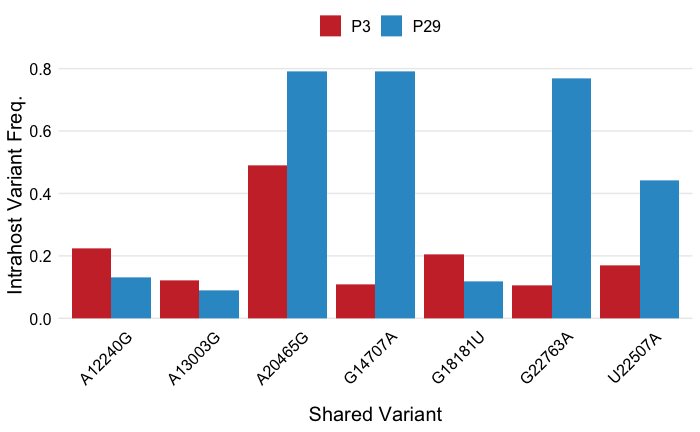 P3 P29
Intrahost Variant Freq.
0.8
0.6
0.4
0.2
0.0
A12240G A13003G A20465G G14707A G18181U G22763A U22507A
Shared Variant